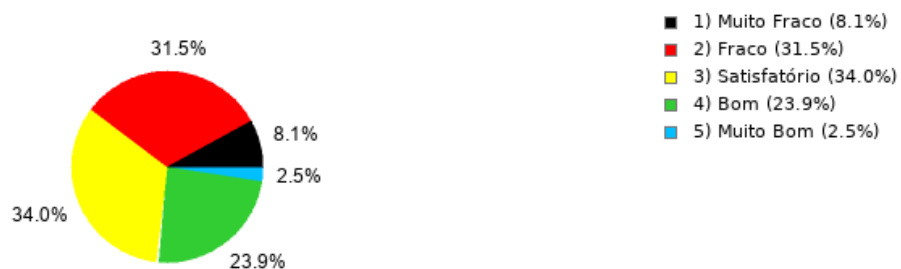 31.5%
8.1%
2.5%
34.0%
23.9%
1) Muito Fraco (8.1%)
2) Fraco (31.5%)
3) Satisfatório (34.0%)
4) Bom (23.9%)
5) Muito Bom (2.5%)